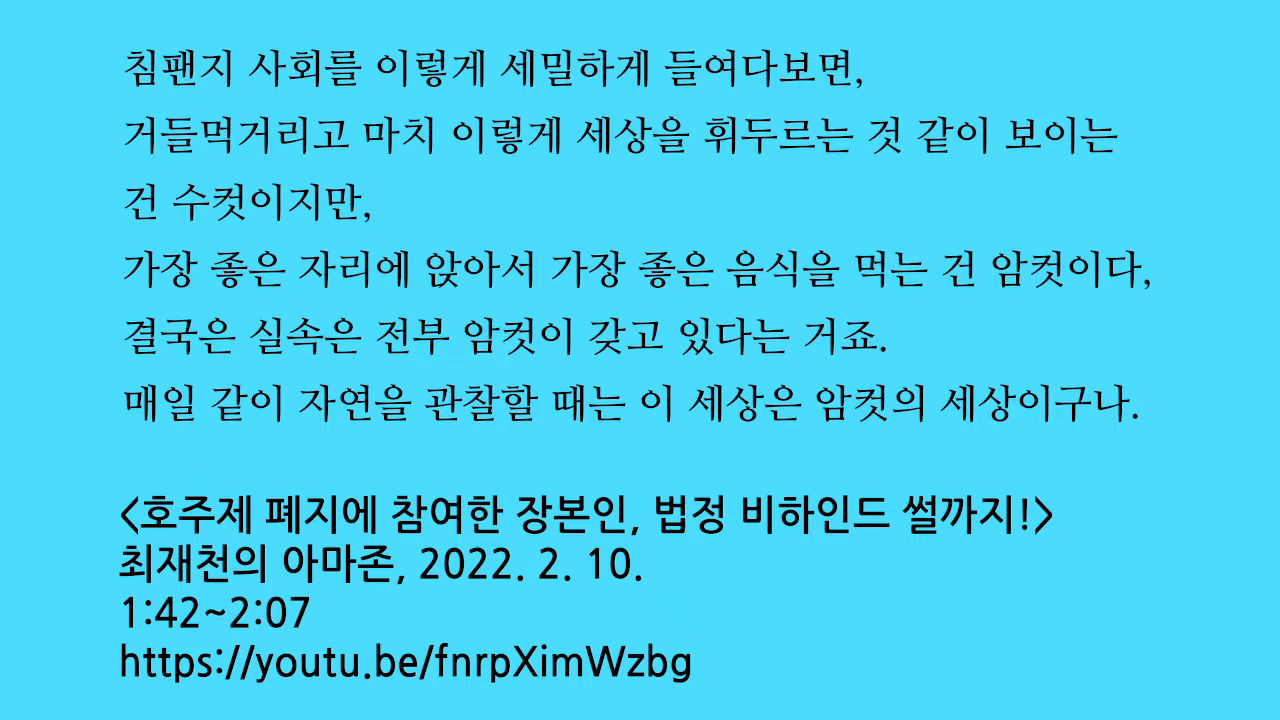 침팬지 사회를 이렇게 세밀하게 들여다보면,
거들먹거리고 마치 이렇게 세상을 휘두르는 것 같이 보이는
건 수컷이지만,
가장 좋은 자리에 앉아서 가장 좋은 음식을 먹는 건 암컷이다,
결국은 실속은 전부 암컷이 갖고 있다는 거죠.
매일 같이 자연을 관찰할 때는 이 세상은 암컷의 세상이구나.
<호주제 폐지에 참여한 장본인, 법정 비하인드 썰까지!>
최재천의 아마존, 2022. 2. 10.
1:42~2:07
https://youtu.be/fnrpXimWzbg